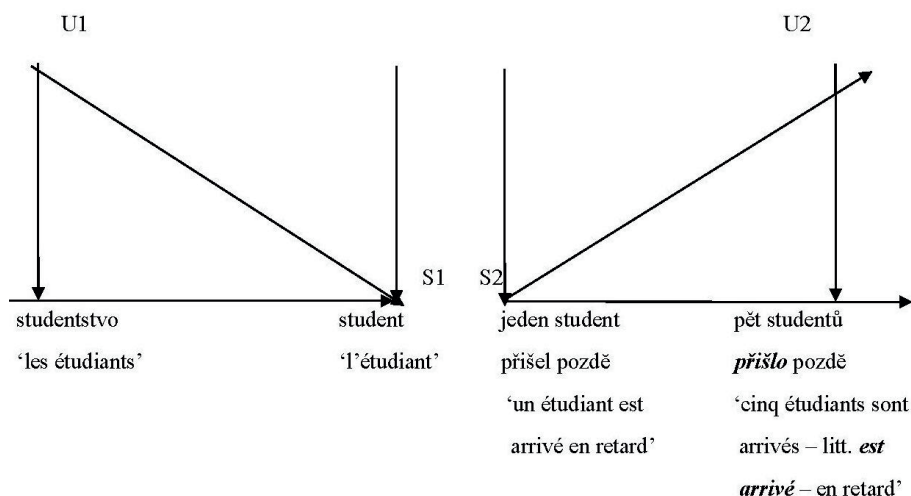 U1
U2
S1
S2
studentstvo
‘les étudiants’
student
‘l’étudiant’
jeden student
přišel pozdě
‘un étudiant est
arrivé en retard’
pět studentů
přišlo pozdě
‘cinq étudiants sont
arrivés – litt. est
arrivé – en retard’